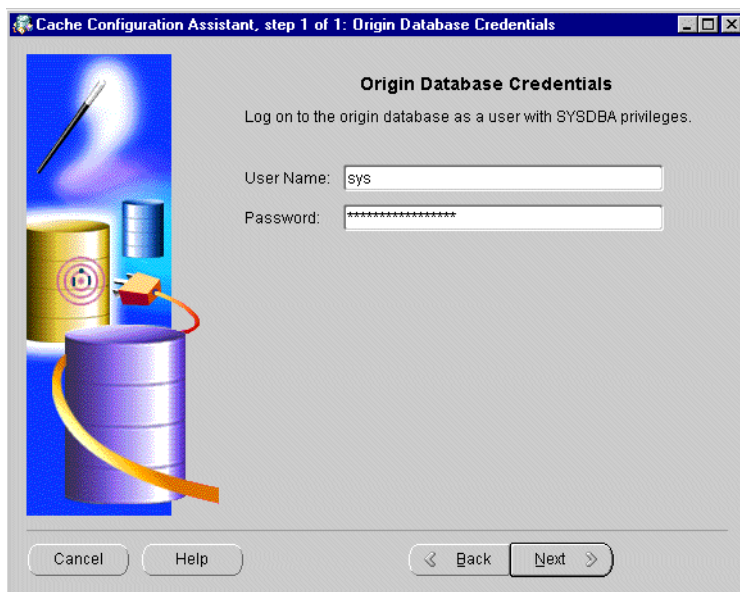 Cache Configuration Assistant, step 1 of 1: Origin Database Credentials
Origin Database Credentials
Log on to the origin database as a user with SYSDBA privileges.
User Name: sys
Password: *****************
Cancel Help Back Next